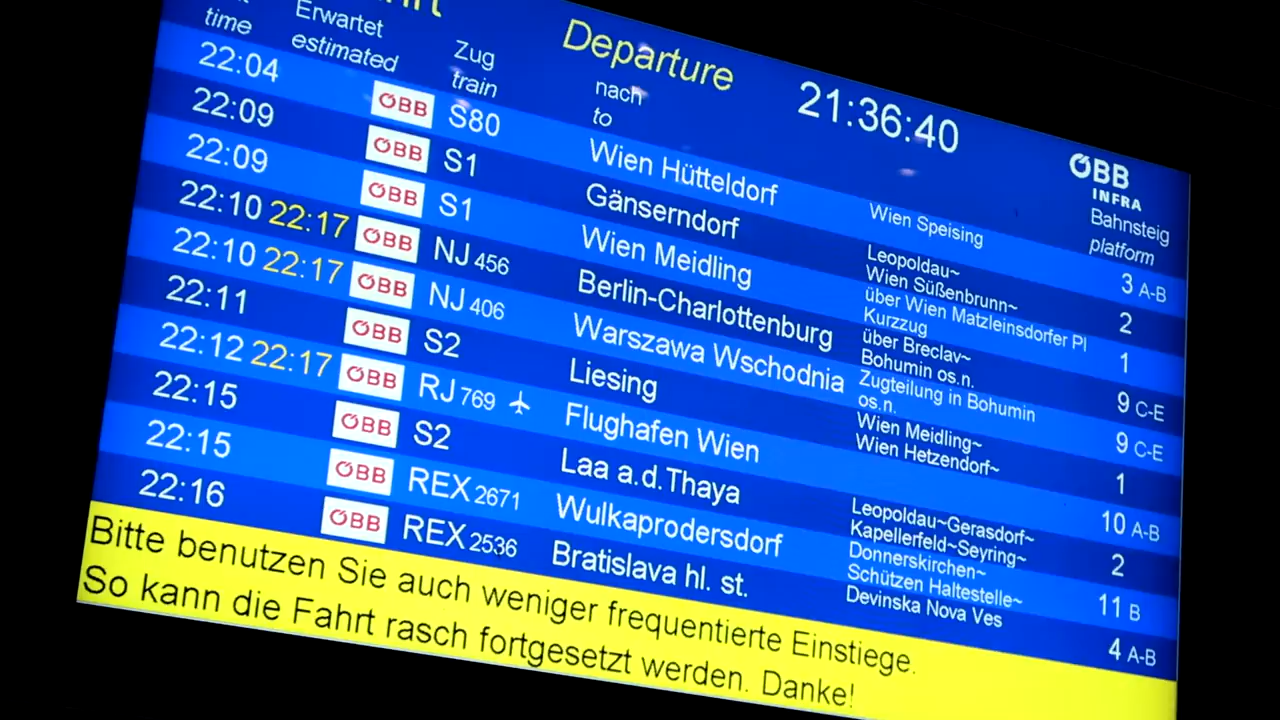 Departure
21:36:40
ÖBB
INFRA
time Erwartet Zug nach Bahnsteig
estimated train to platform
22:04 ÖBB S80 Wien Hütteldorf Wien Speising 3 A-B
22:09 ÖBB S1 Gänserndorf Leopoldau~ Wien Süßenbrunn~ 2
22:09 ÖBB S1 Wien Meidling über Wien Matzleinsdorfer Pl Kurzzug 1
22:10 22:17 ÖBB NJ 456 Berlin-Charlottenburg über Breclav~ Bohumin os.n. 9 C-E
22:10 22:17 ÖBB NJ 406 Warszawa Wschodnia Zugteilung in Bohumin os.n. 9 C-E
22:11 ÖBB S2 Liesing Wien Meidling~ Wien Hetzendorf~ 1
22:12 22:17 ÖBB RJ 769 Flughafen Wien 10 A-B
22:15 ÖBB S2 Laa a.d.Thaya Leopoldau~Gerasdorf~ Kapellerfeld~Seyring~ 2
22:15 ÖBB REX 2671 Wulkaprodersdorf Donnerskirchen~ Schützen Haltestelle~ 11 B
22:16 ÖBB REX 2536 Bratislava hl. st. Devinska Nova Ves 4 A-B
Bitte benutzen Sie auch weniger frequentierte Einstiege.
So kann die Fahrt rasch fortgesetzt werden. Danke!